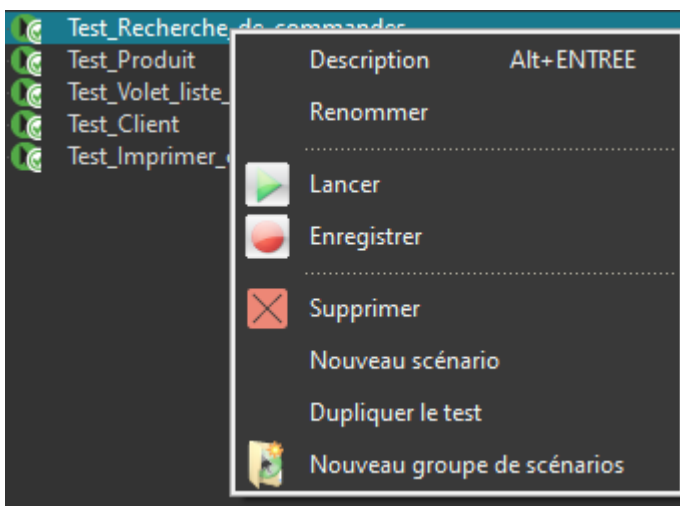 Test_Recherche_de_commandes
Test_Produit
Test_Volet_liste_
Test_Client
Test_Imprimer_
Description Alt+ENTREE
Renommer
Lancer
Enregistrer
Supprimer
Nouveau scénario
Dupliquer le test
Nouveau groupe de scénarios